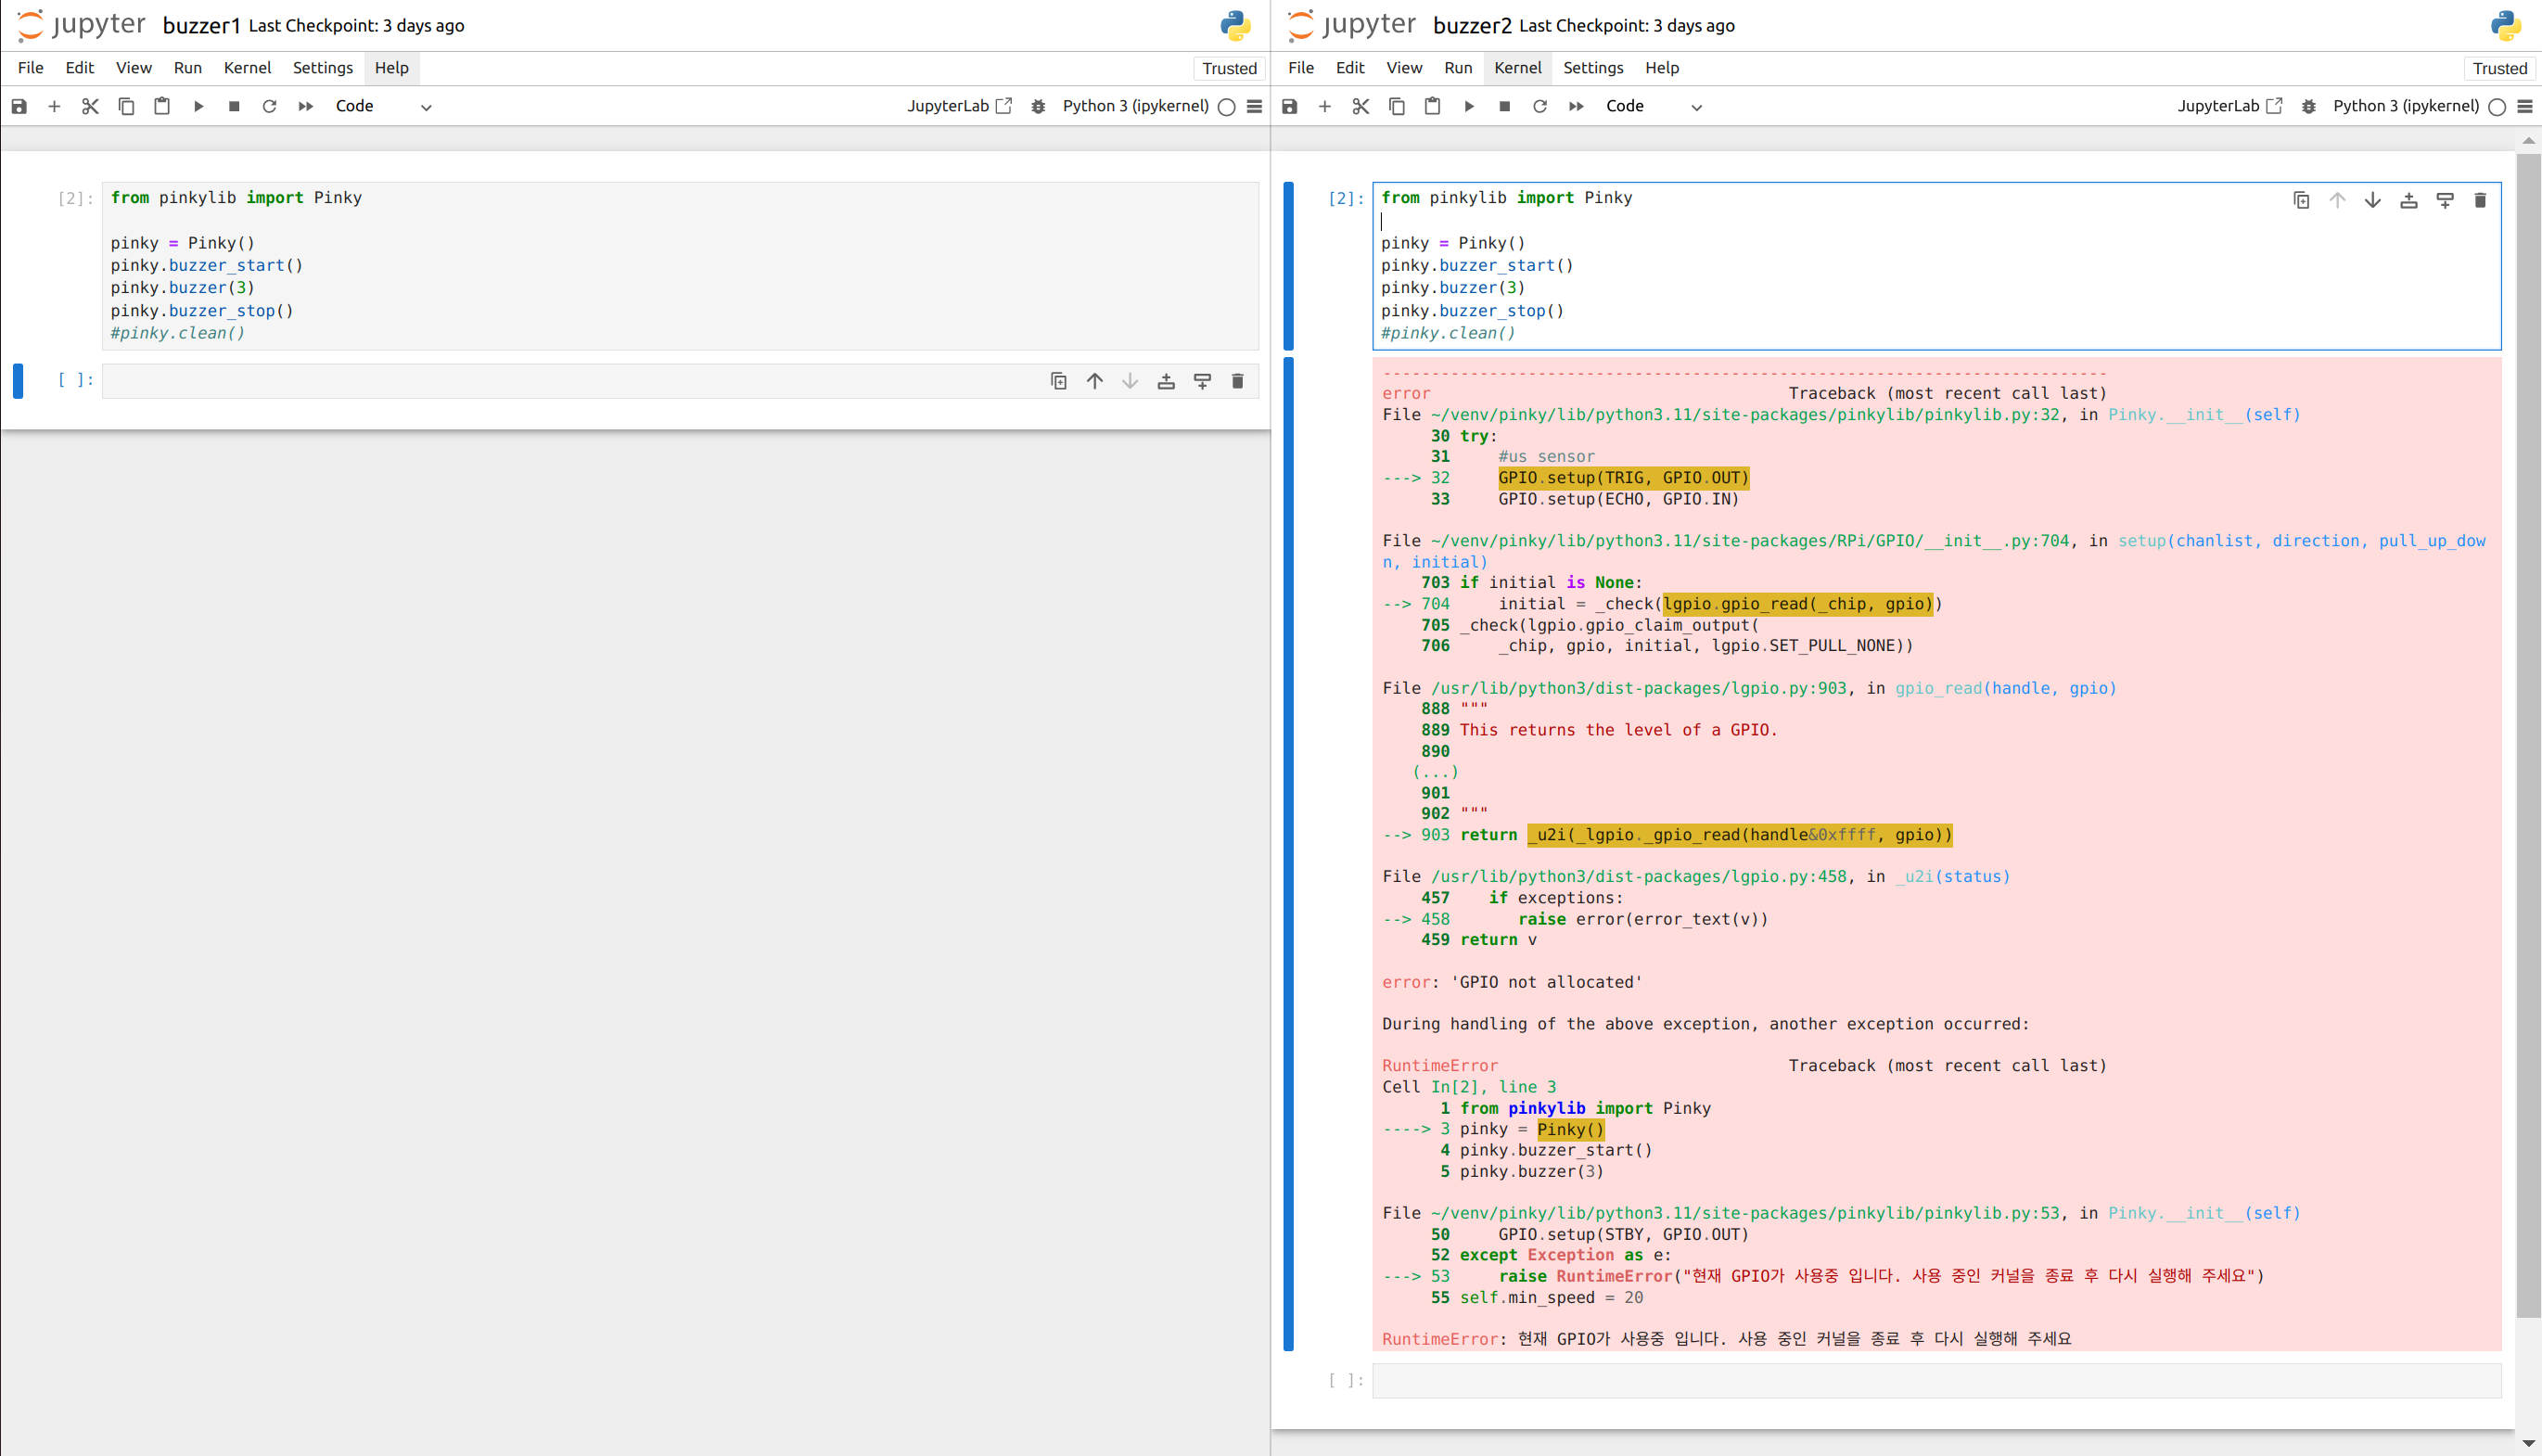 jupyter buzzer1 Last Checkpoint: 3 days ago
File Edit View Run Kernel Settings Help Trusted
Code JupyterLab Python 3 (ipykernel)
[2]: from pinkylib import Pinky
pinky = Pinky()
pinky.buzzer_start()
pinky.buzzer(3)
pinky.buzzer_stop()
#pinky.clean()
[ ]:
jupyter buzzer2 Last Checkpoint: 3 days ago
File Edit View Run Kernel Settings Help Trusted
Code JupyterLab Python 3 (ipykernel)
[2]: from pinkylib import Pinky
pinky = Pinky()
pinky.buzzer_start()
pinky.buzzer(3)
pinky.buzzer_stop()
#pinky.clean()
---------------------------------------------------------------------------
error Traceback (most recent call last)
File ~/venv/pinky/lib/python3.11/site-packages/pinkylib/pinkylib.py:32, in Pinky.__init__(self)
30 try:
31 #us sensor
---> 32 GPIO.setup(TRIG, GPIO.OUT)
33 GPIO.setup(ECHO, GPIO.IN)
File ~/venv/pinky/lib/python3.11/site-packages/RPi/GPIO/__init__.py:704, in setup(chanlist, direction, pull_up_dow
n, initial)
703 if initial is None:
--> 704 initial = _check(lgpio.gpio_read(_chip, gpio))
705 _check(lgpio.gpio_claim_output(
706 _chip, gpio, initial, lgpio.SET_PULL_NONE))
File /usr/lib/python3/dist-packages/lgpio.py:903, in gpio_read(handle, gpio)
888 """
889 This returns the level of a GPIO.
890
(...)
901
902 """
--> 903 return _u2i(_lgpio._gpio_read(handle&0xffff, gpio))
File /usr/lib/python3/dist-packages/lgpio.py:458, in _u2i(status)
457 if exceptions:
--> 458 raise error(error_text(v))
459 return v
error: 'GPIO not allocated'
During handling of the above exception, another exception occurred:
RuntimeError Traceback (most recent call last)
Cell In[2], line 3
1 from pinkylib import Pinky
----> 3 pinky = Pinky()
4 pinky.buzzer_start()
5 pinky.buzzer(3)
File ~/venv/pinky/lib/python3.11/site-packages/pinkylib/pinkylib.py:53, in Pinky.__init__(self)
50 GPIO.setup(STBY, GPIO.OUT)
52 except Exception as e:
---> 53 raise RuntimeError("현재 GPIO가 사용중 입니다. 사용 중인 커널을 종료 후 다시 실행해 주세요")
55 self.min_speed = 20
RuntimeError: 현재 GPIO가 사용중 입니다. 사용 중인 커널을 종료 후 다시 실행해 주세요
[ ]: